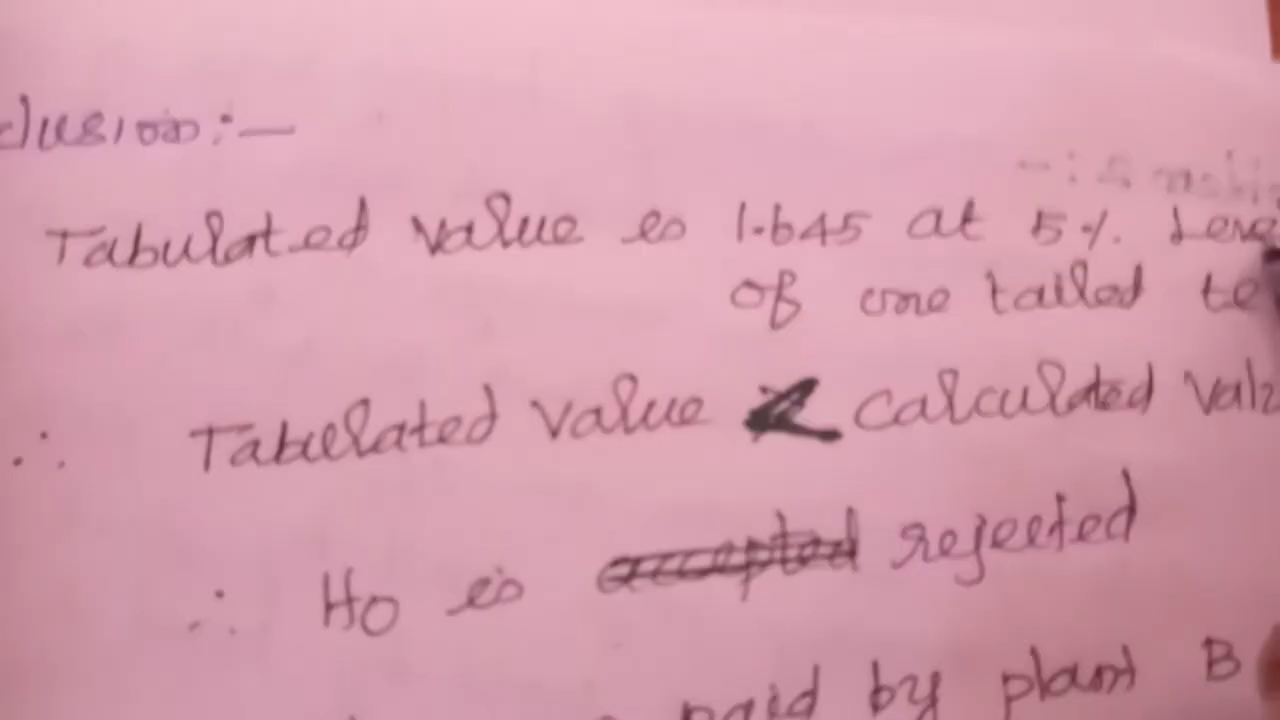 clusion:-
Tabulated value is 1.645 at 5%. Leve
of one tailed te
∴ Tabulated value < calculated valu
∴ H0 is accepted rejected
paid by plant B